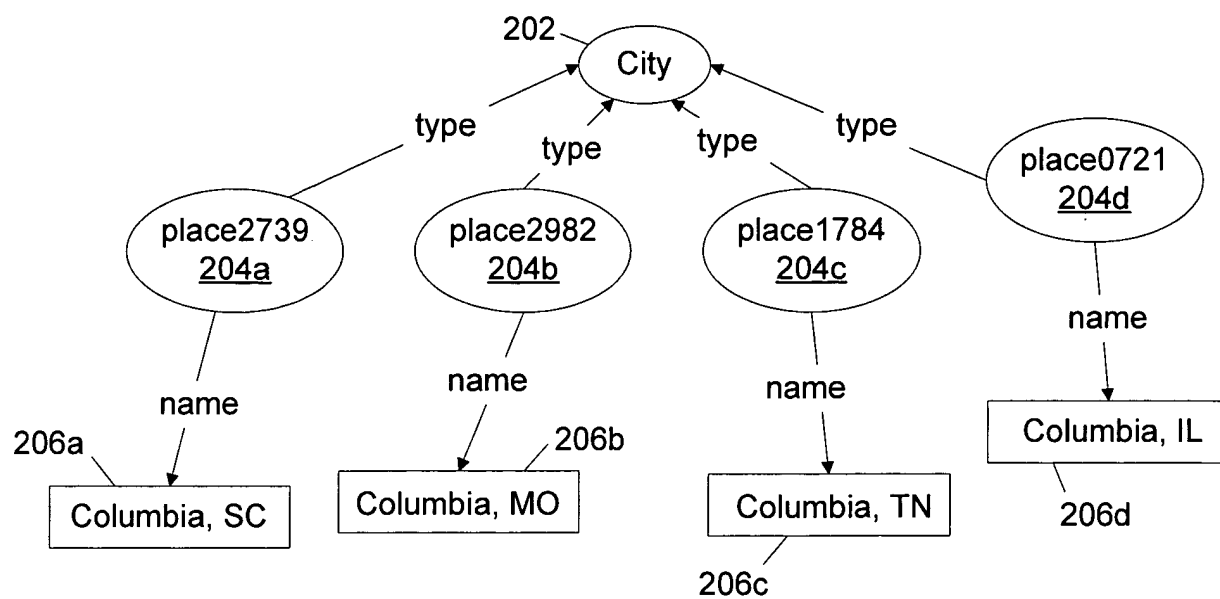 202
City
type
type
type
type
place2739
204a
place2982
204b
place1784
204c
place0721
204d
name
name
name
name
206a
Columbia, SC
206b
Columbia, MO
Columbia, TN
206c
Columbia, IL
206d